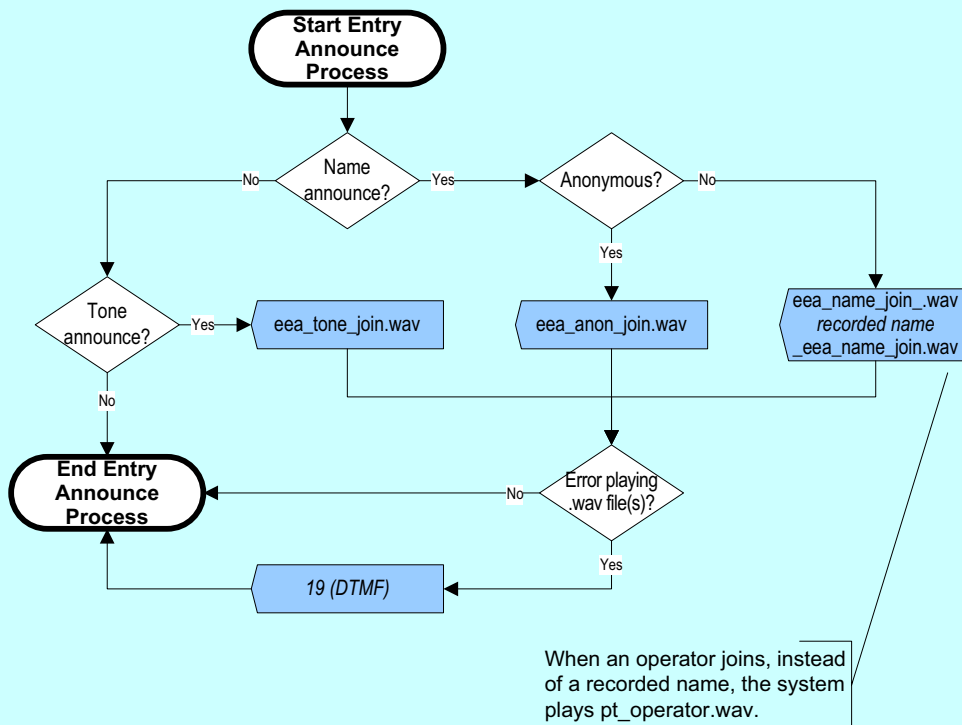 Start Entry
Announce
Process
Name
announce?
No
Yes
Anonymous?
No
Yes
Tone
announce?
Yes
eea_tone_join.wav
eea_anon_join.wav
eea_name_join_.wav
recorded name
_eea_name_join.wav
No
End Entry
Announce
Process
No
Error playing
.wav file(s)?
Yes
19 (DTMF)
When an operator joins, instead
of a recorded name, the system
plays pt_operator.wav.